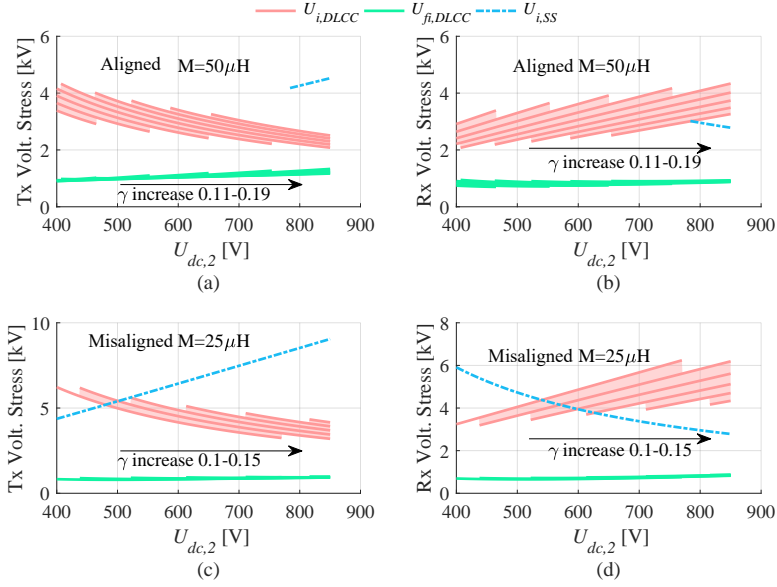 U_{i,DLCC} U_{fi,DLCC} U_{i,SS}
Tx Volt. Stress [kV]
6
4
2
0
Aligned M=50μH
γ increase 0.11-0.19
400 500 600 700 800 900
U_{dc,2} [V]
(a)
Rx Volt. Stress [kV]
6
4
2
0
Aligned M=50μH
γ increase 0.11-0.19
400 500 600 700 800 900
U_{dc,2} [V]
(b)
Tx Volt. Stress [kV]
10
5
0
Misaligned M=25μH
γ increase 0.1-0.15
400 500 600 700 800 900
U_{dc,2} [V]
(c)
Rx Volt. Stress [kV]
8
6
4
2
0
Misaligned M=25μH
γ increase 0.1-0.15
400 500 600 700 800 900
U_{dc,2} [V]
(d)